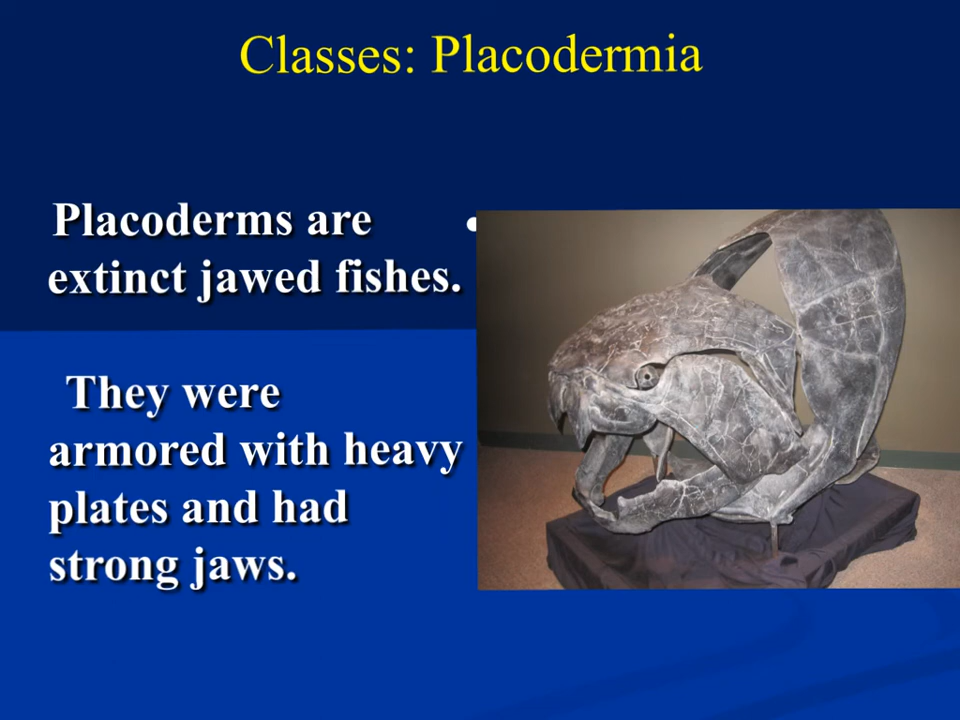 Classes: Placodermia
Placoderms are
extinct jawed fishes.
They were
armored with heavy
plates and had
strong jaws.